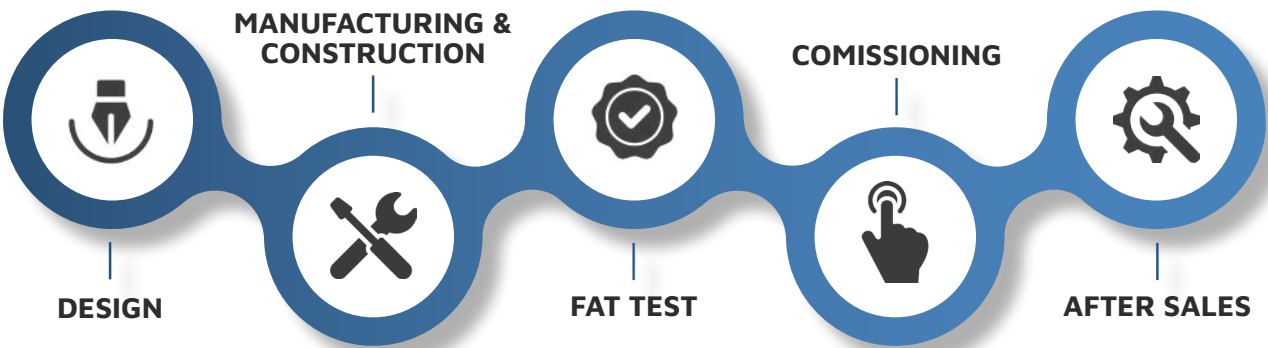 DESIGN
MANUFACTURING &
CONSTRUCTION
FAT TEST
COMISSIONING
AFTER SALES